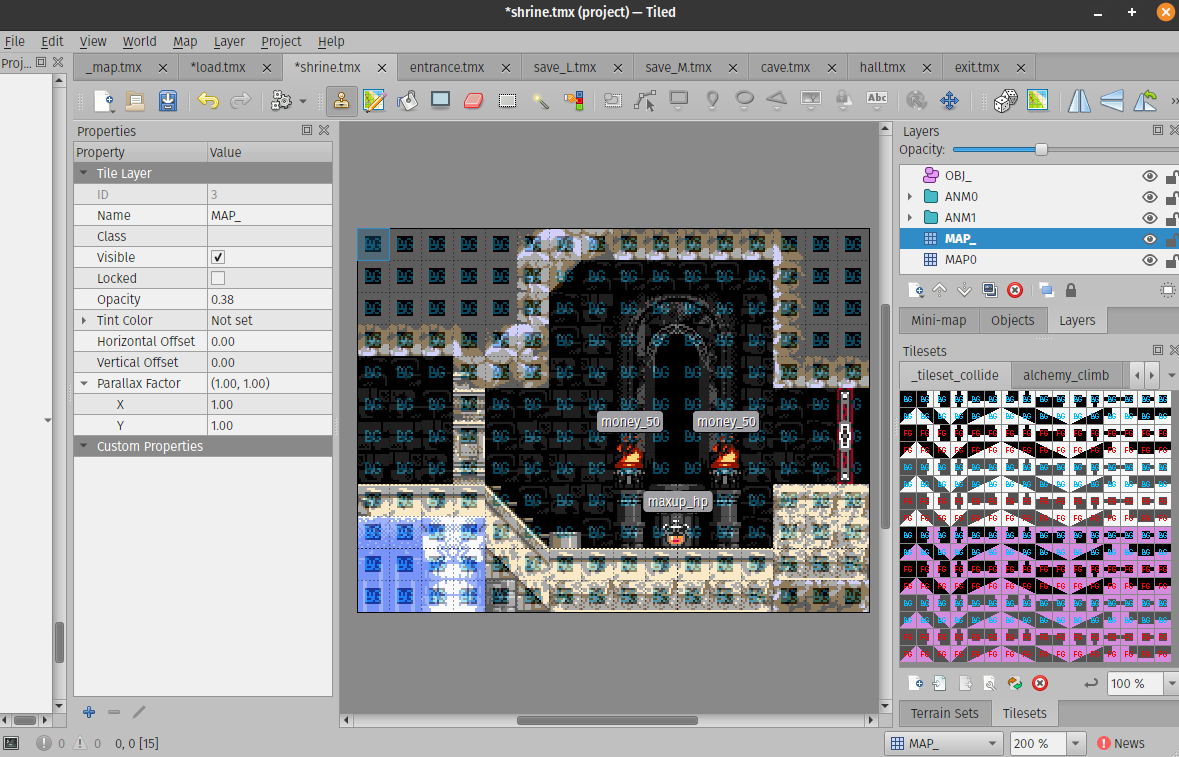 *shrine.tmx (project) — Tiled
File Edit View World Map Layer Project Help
Proj...
_map.tmx *load.tmx *shrine.tmx entrance.tmx save_L.tmx save_M.tmx cave.tmx hall.tmx exit.tmx
Abc
Properties
Property Value
Tile Layer
ID 3
Name MAP_
Class
Visible
Locked
Opacity 0.38
Tint Color Not set
Horizontal Offset 0.00
Vertical Offset 0.00
Parallax Factor (1.00, 1.00)
X 1.00
Y 1.00
Custom Properties
money_50 money_50
maxup_hp
Layers
Opacity:
OBJ_
ANM0
ANM1
MAP_
MAP0
Mini-map Objects Layers
Tilesets
_tileset_collide alchemy_climb
100 %
Terrain Sets Tilesets
0 0 0, 0 [15]
MAP_ 200 % News